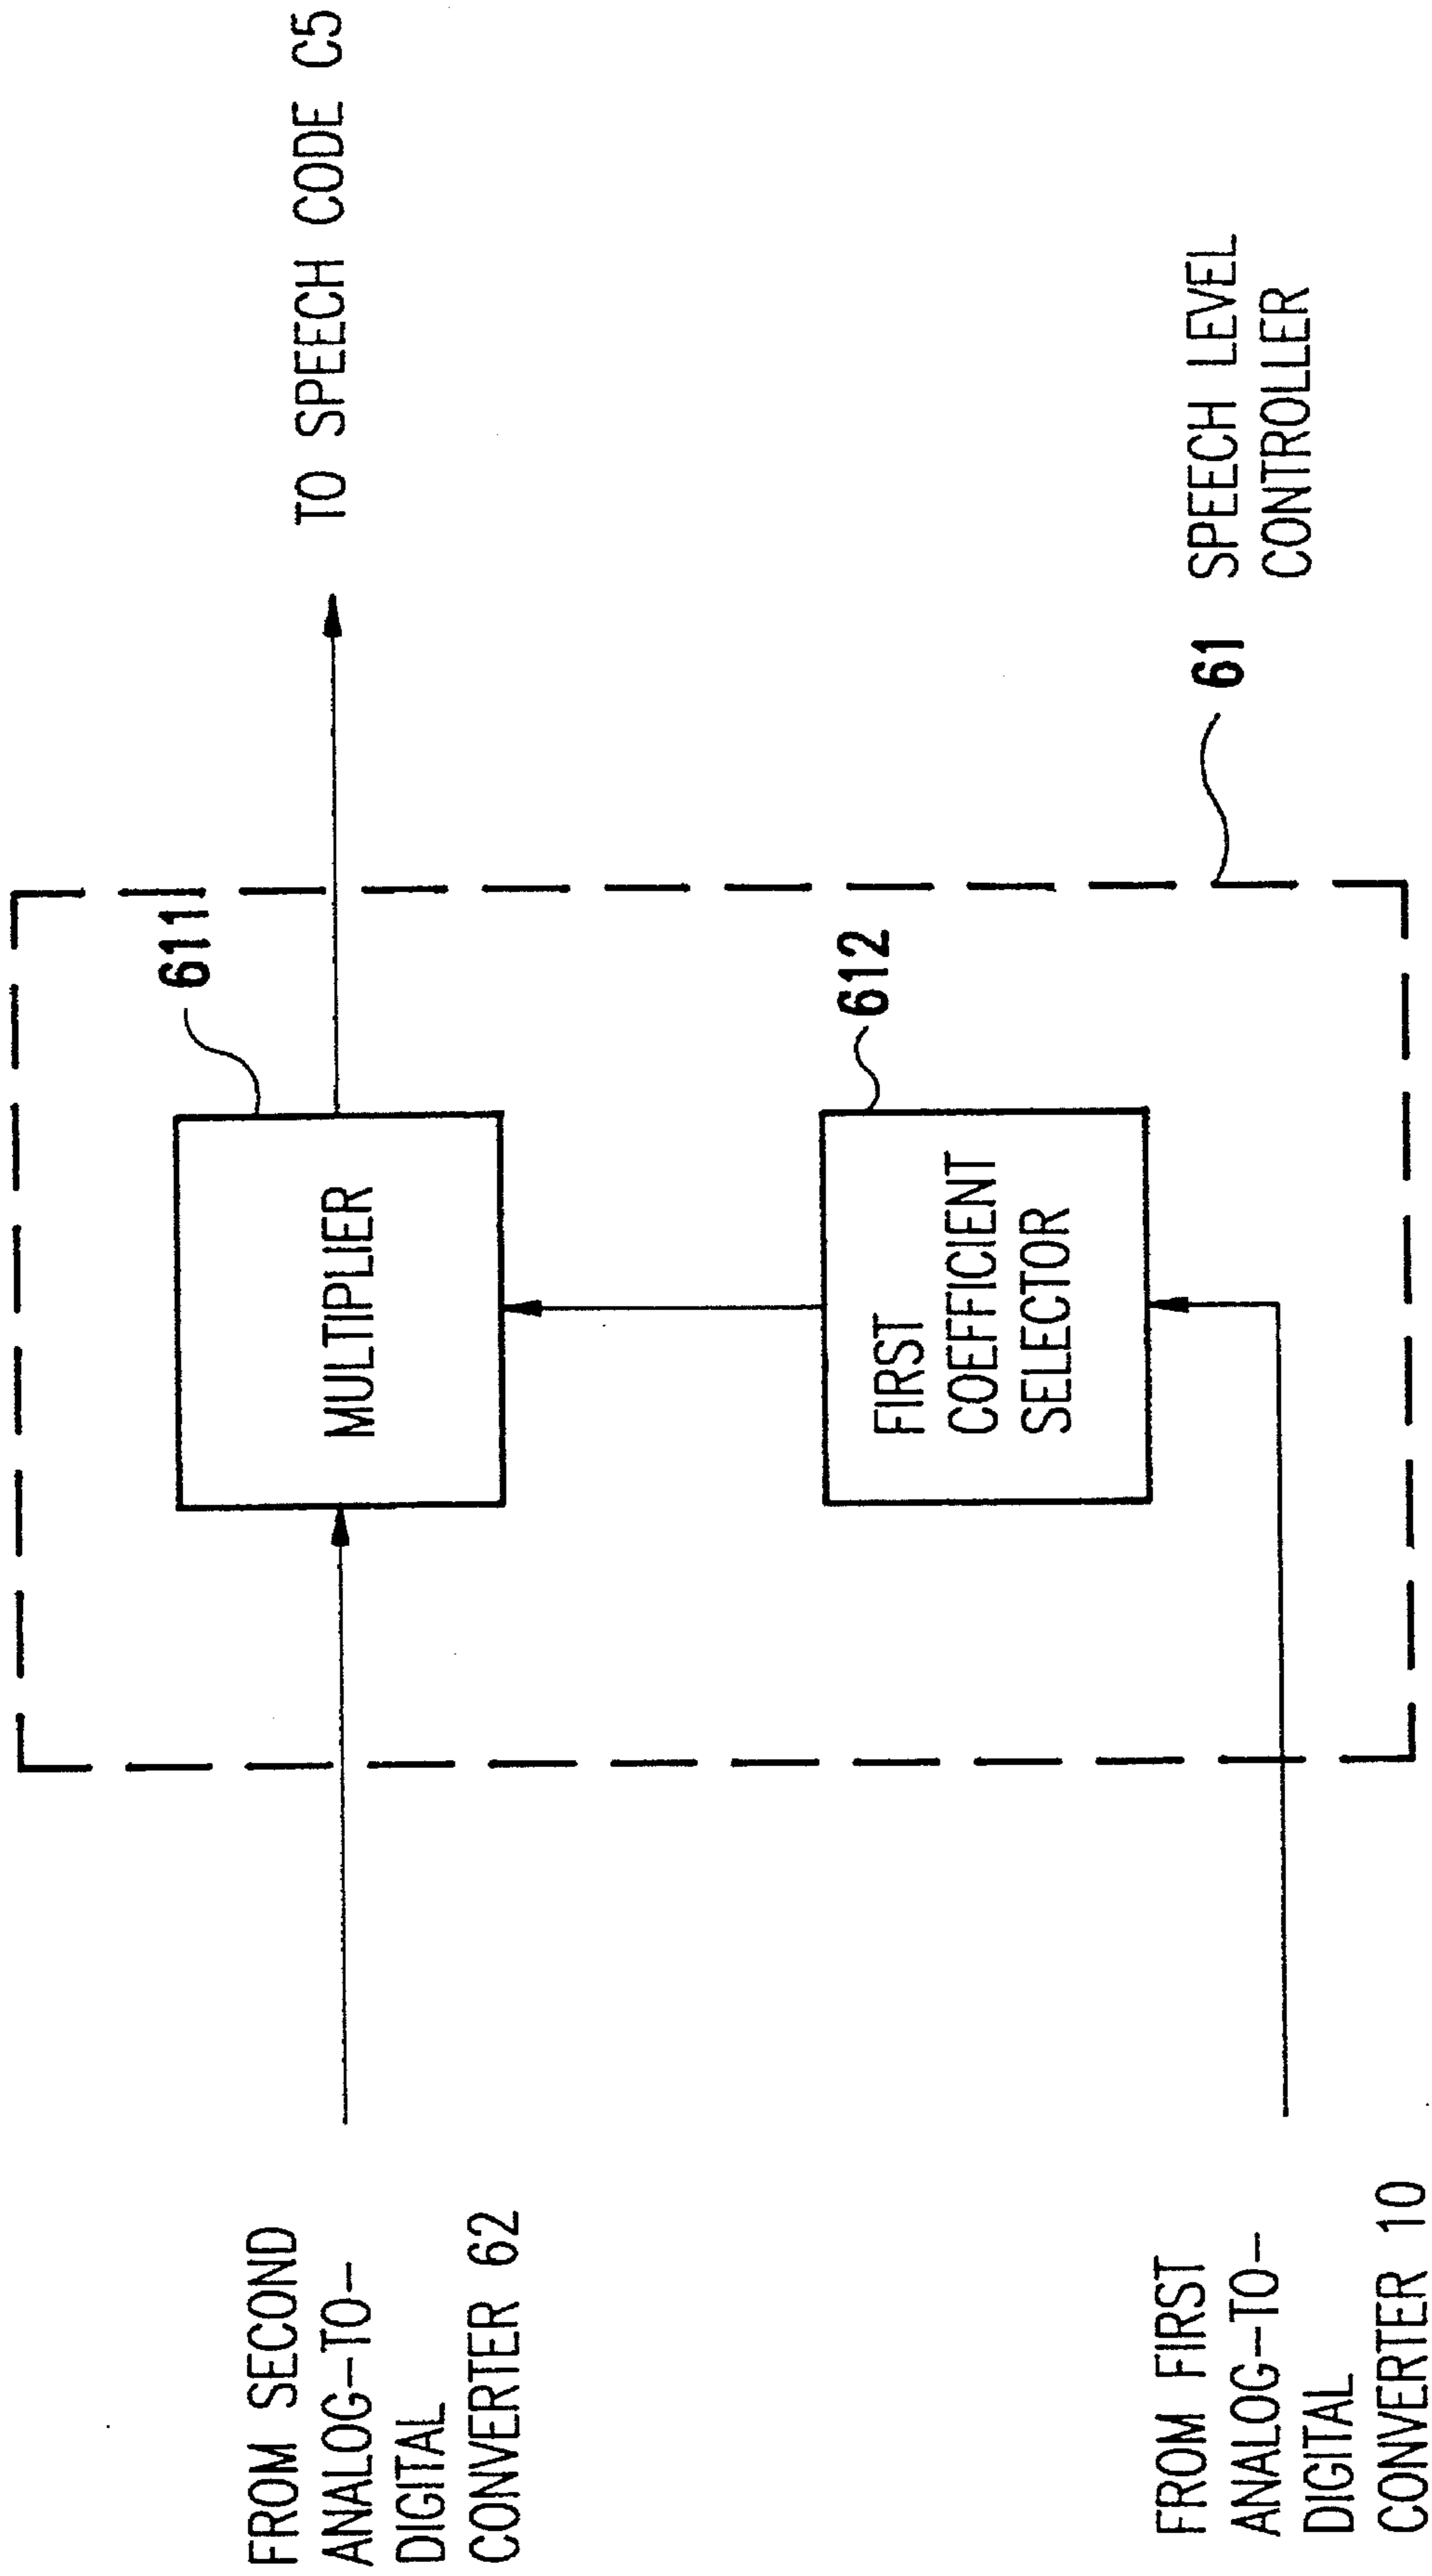 FROM SECOND
ANALOG-TO-
DIGITAL
CONVERTER 62
MULTIPLIER
611
TO SPEECH CODE C5
FROM FIRST
ANALOG-TO-
DIGITAL
CONVERTER 10
FIRST
COEFFICIENT
SELECTOR
612
61 SPEECH LEVEL
CONTROLLER